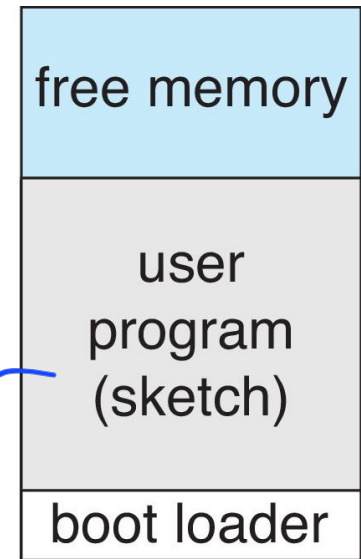 free memory
user
program
(sketch)
boot loader